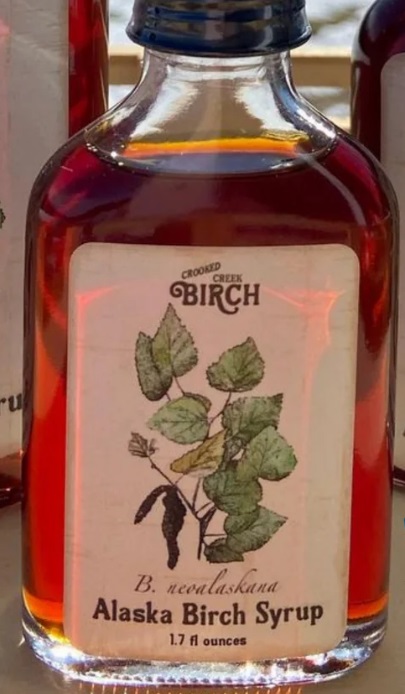 CROOKED
CREEK
BIRCH
B. neoalaskana
Alaska Birch Syrup
1.7 fl ounces